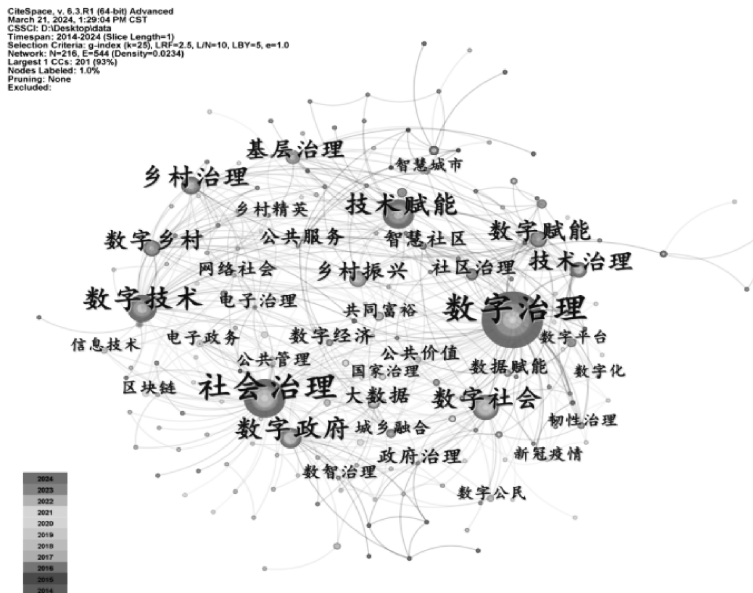 CiteSpace, v. 6.3.R1 (64-bit) Advanced
March 21, 2024, 1:29:04 PM CST
CSSCI: D:\Desktop\data
Timespan: 2014-2024 (Slice Length=1)
Selection Criteria: g-index (k=25), LRF=2.5, L/N=10, LBY=5, e=1.0
Network: N=216, E=544 (Density=0.0234)
Largest 1 CCs: 201 (93%)
Nodes Labeled: 1.0%
Pruning: None
Excluded:
基层治理
智慧城市
乡村治理
乡村精英
技术赋能
数字乡村
公共服务
智慧社区
数字赋能
网络社会
乡村振兴
社区治理
技术治理
数字技术
电子治理
共同富裕
数字治理
信息技术
电子政务
数字经济
数字平台
公共管理
公共价值
国家治理
数据赋能
数字化
区块链
社会治理
大数据
数字社会
数字政府
城乡融合
韧性治理
数智治理
政府治理
新冠疫情
数字公民
2024
2023
2022
2021
2020
2019
2018
2017
2016
2015
2014